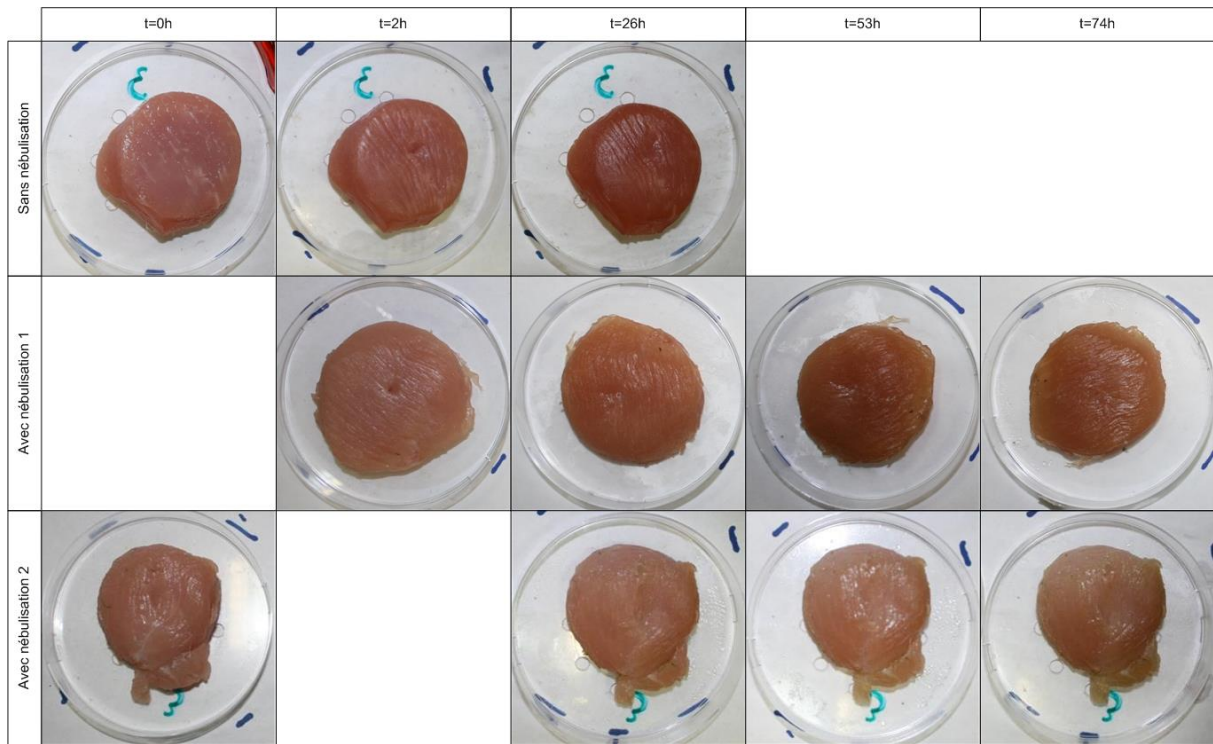 t=0h
t=2h
t=26h
t=53h
t=74h
Sans nébulisation
Avec nébulisation 1
Avec nébulisation 2